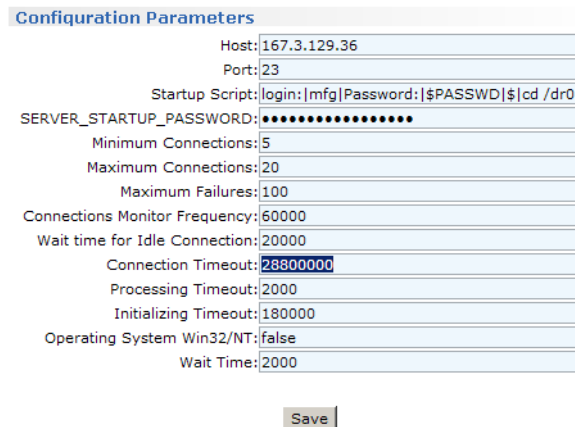 Configuration Parameters
Host: 167.3.129.36
Port: 23
Startup Script: login:|mfg|Password:|$PASSWD|$|cd /dr0
SERVER_STARTUP_PASSWORD: ●●●●●●●●●●●●●●●●●
Minimum Connections: 5
Maximum Connections: 20
Maximum Failures: 100
Connections Monitor Frequency: 60000
Wait time for Idle Connection: 20000
Connection Timeout: 28800000
Processing Timeout: 2000
Initializing Timeout: 180000
Operating System Win32/NT: false
Wait Time: 2000
Save